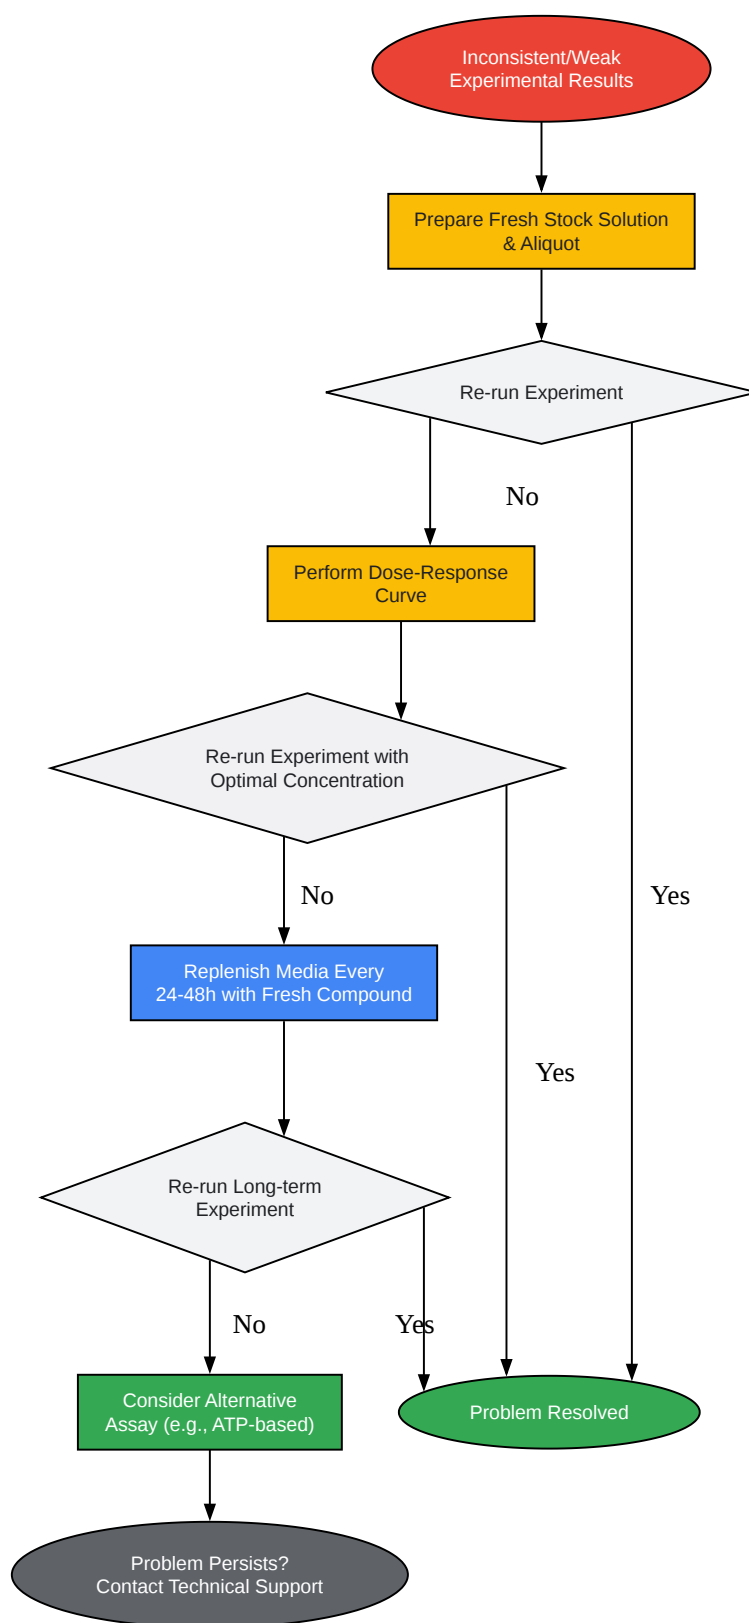 Inconsistent/Weak
Experimental Results
Prepare Fresh Stock Solution
& Aliquot
Re-run Experiment
No
Perform Dose-Response
Curve
Re-run Experiment with
Optimal Concentration
No
Yes
Replenish Media Every
24-48h with Fresh Compound
Yes
Re-run Long-term
Experiment
No
Yes
Consider Alternative
Assay (e.g., ATP-based)
Problem Resolved
Problem Persists?
Contact Technical Support